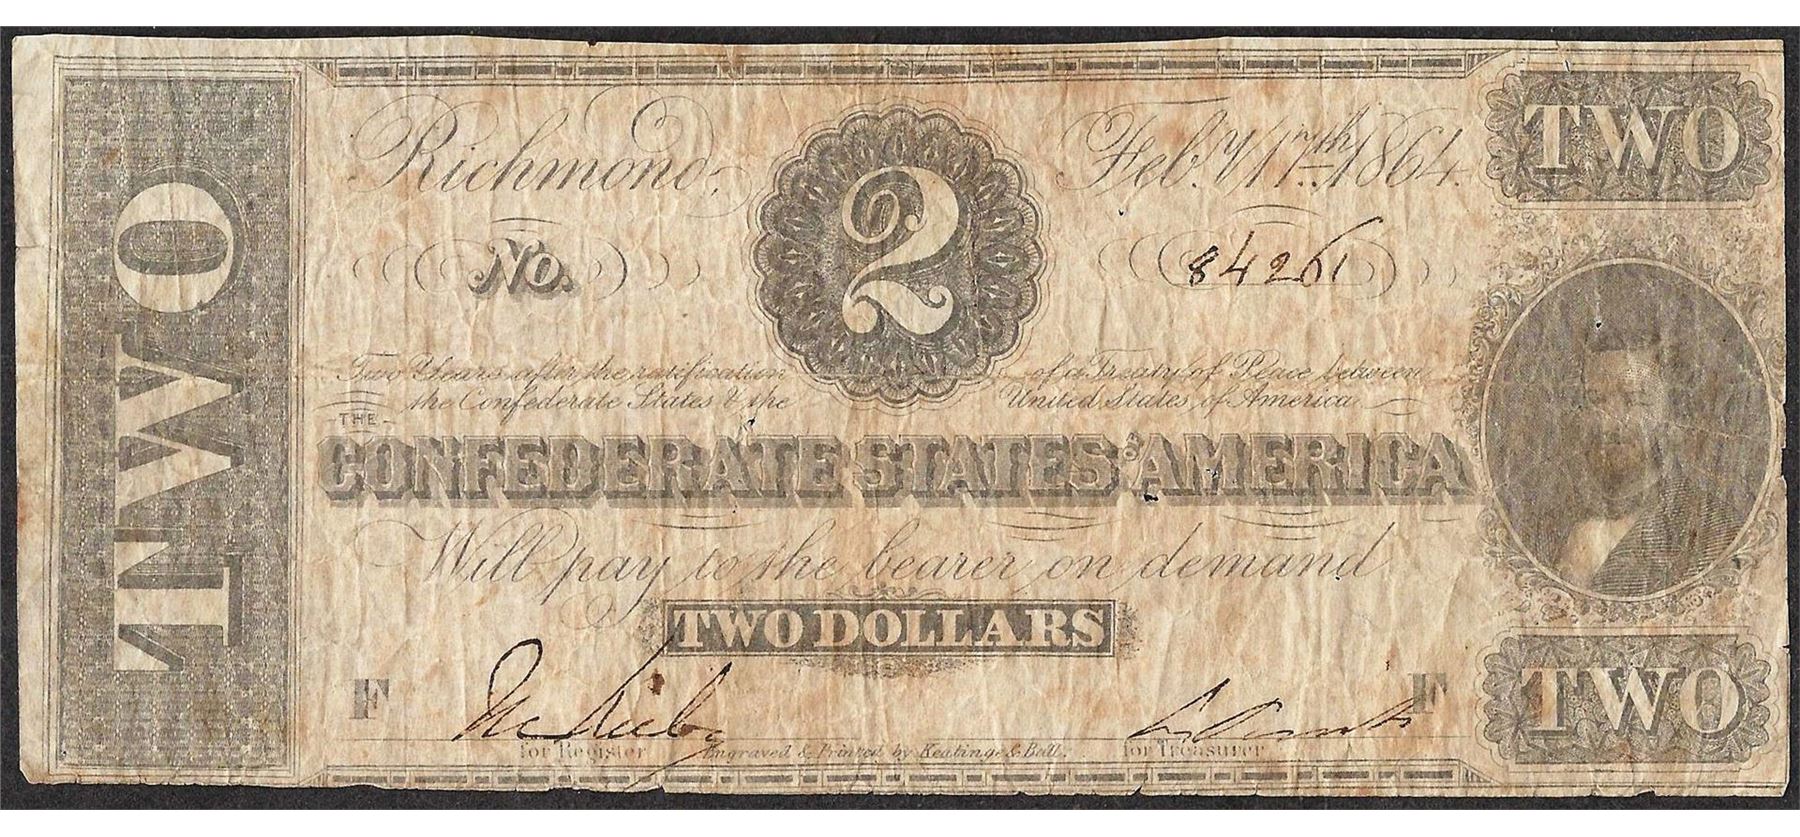 TWO
Richmond, Feb.y 17th 1864.
TWO
2
No. 84261
Two Years after the ratification of a Treaty of Peace between
the Confederate States & the United States of America
THE
CONFEDERATE STATES OF AMERICA
Will pay to the bearer on demand
TWO DOLLARS
F F
for Register Engraved & Printed by Keatinge & Ball. for Treasurer
TWO